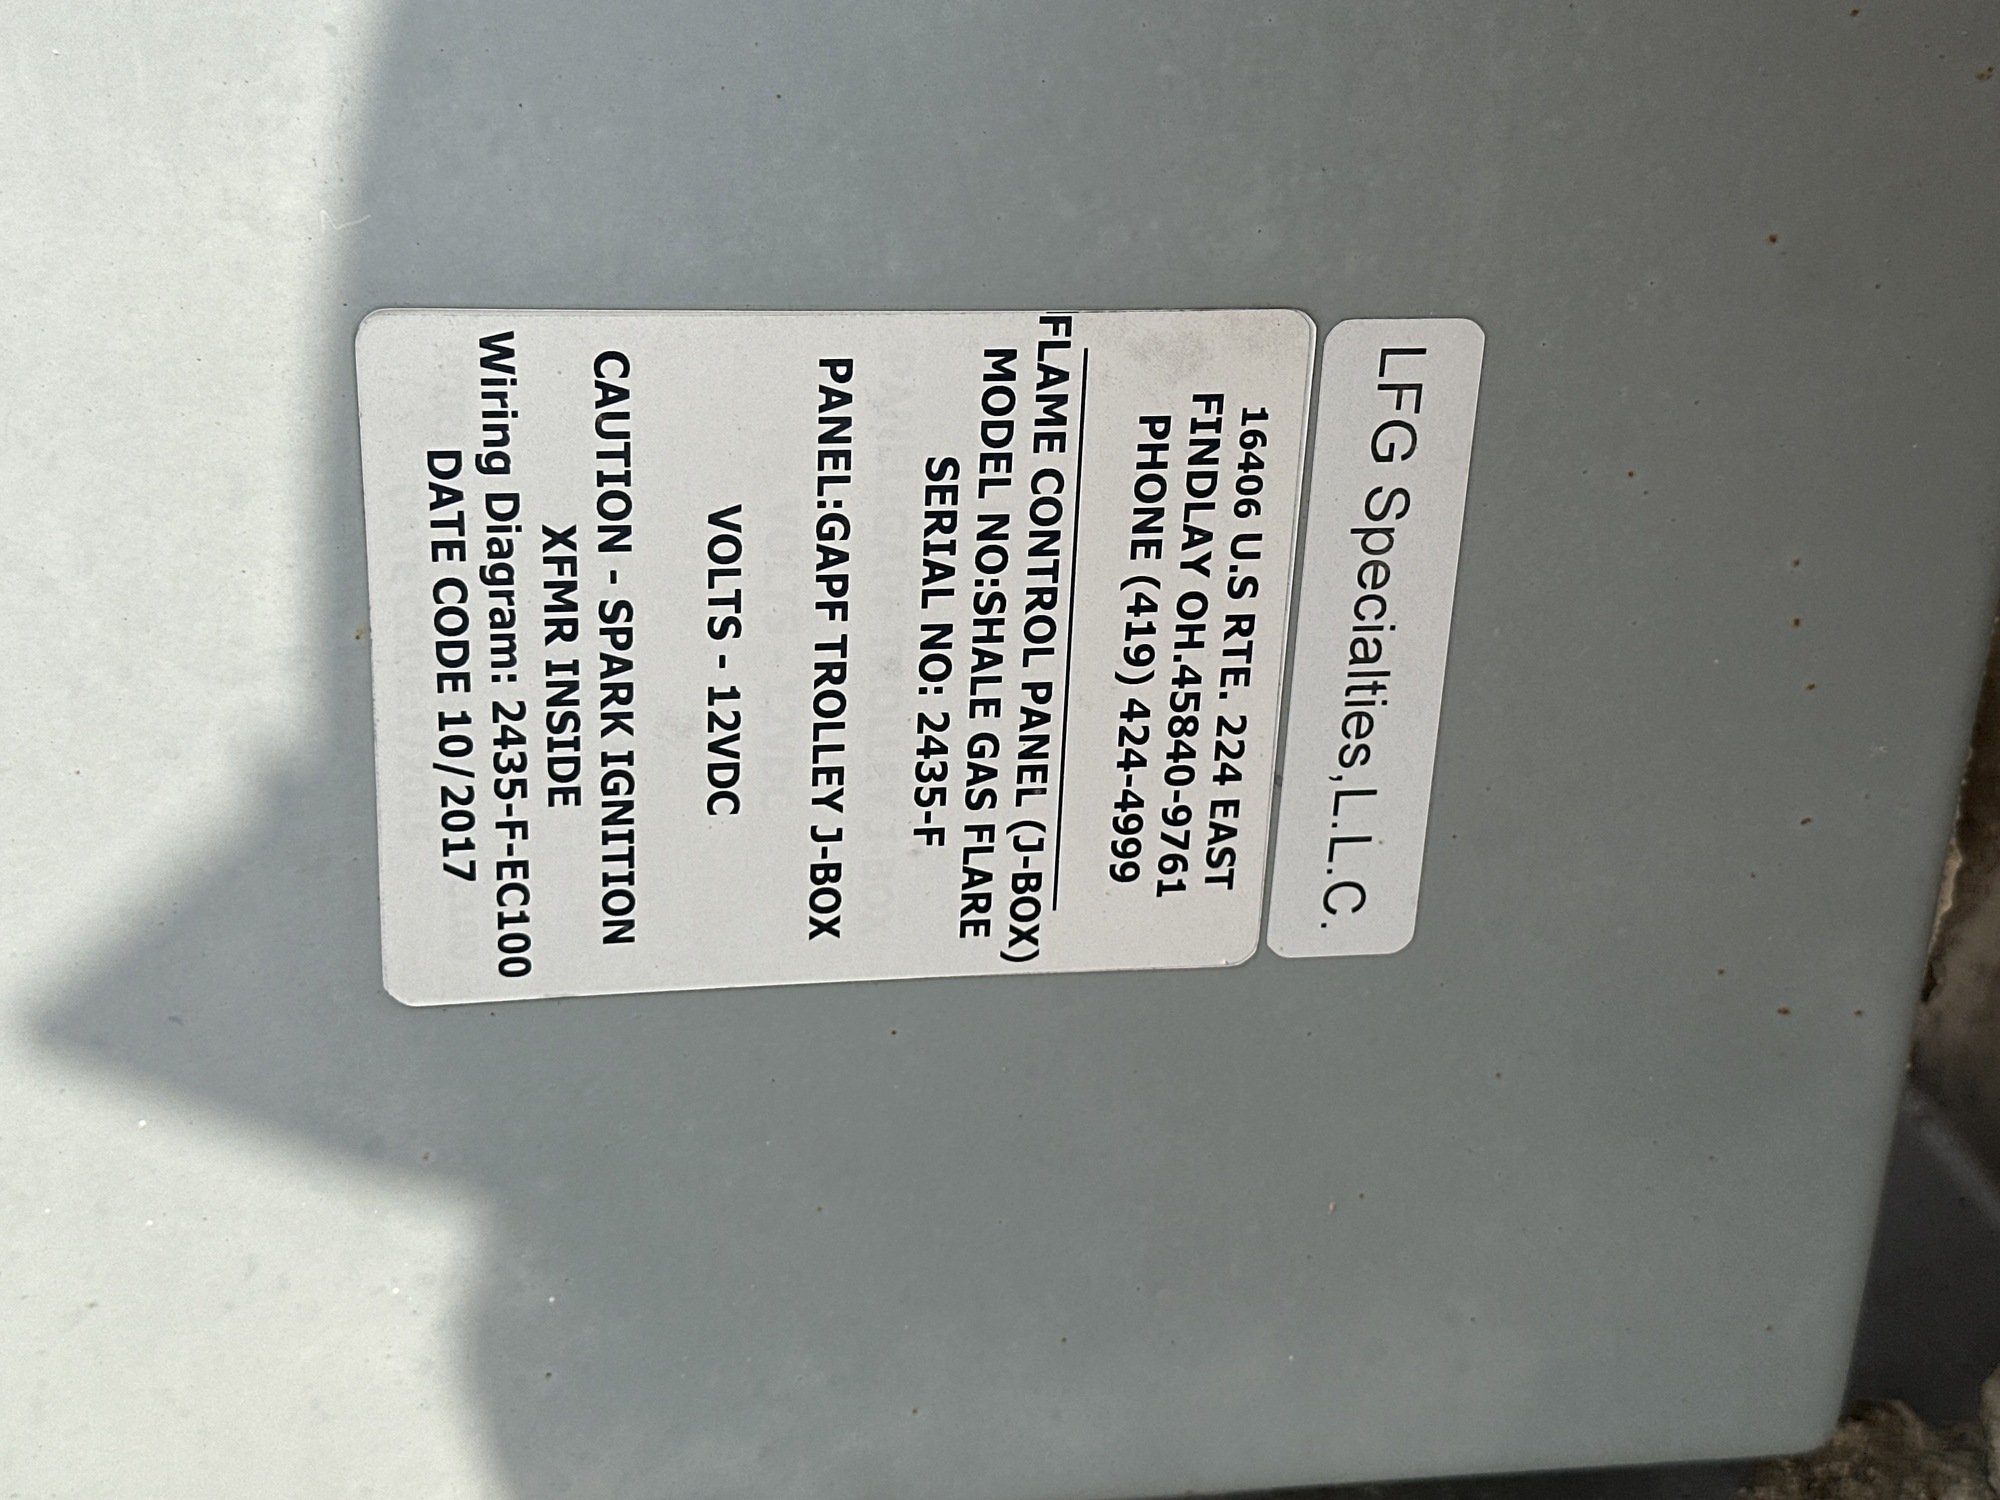 LFG Specialties,L.L.C.
16406 U.S RTE. 224 EAST
FINDLAY OH.45840-9761
PHONE (419) 424-4999
FLAME CONTROL PANEL (J-BOX)
MODEL NO:SHALE GAS FLARE
SERIAL NO: 2435-F
PANEL:GAPF TROLLEY J-BOX
VOLTS - 12VDC
CAUTION - SPARK IGNITION
XFMR INSIDE
Wiring Diagram: 2435-F-EC100
DATE CODE 10/2017